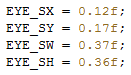 EYE_SX = 0.12f;
EYE_SY = 0.17f;
EYE_SW = 0.37f;
EYE_SH = 0.36f;